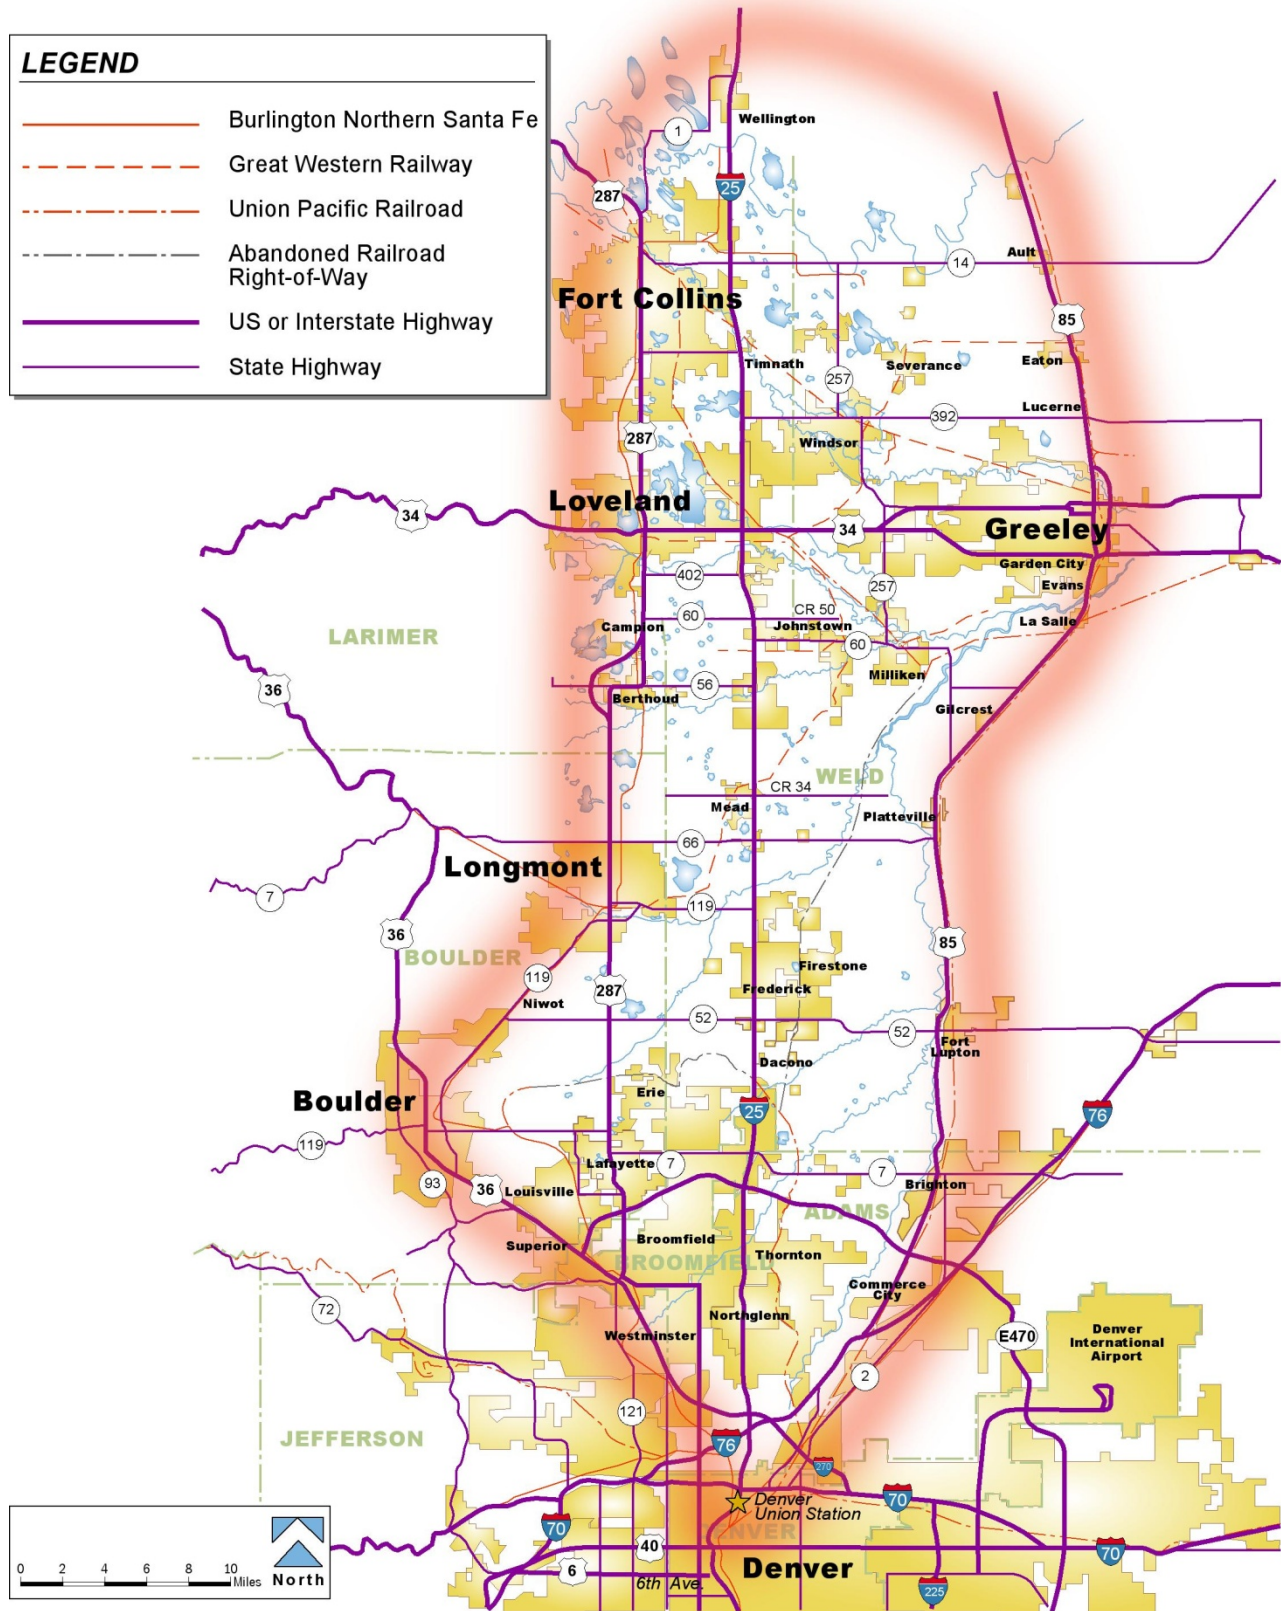 LEGEND
Burlington Northern Santa Fe
Great Western Railway
Union Pacific Railroad
Abandoned Railroad
Right-of-Way
US or Interstate Highway
State Highway
Wellington
1
287
25
Ault
14
Fort Collins
85
Timnath
Severance
Eaton
257
Lucerne
392
287
Windsor
Loveland
34
34
Greeley
Garden City
402
257
Evans
CR 50
60
Johnstown
La Salle
Campion
LARIMER
60
Milliken
36
56
Berthoud
Gilcrest
WELD
CR 34
Mead
Platteville
66
Longmont
7
119
36
85
BOULDER
Firestone
119
Frederick
Niwot
287
52
52
Fort
Lupton
Dacono
Erie
Boulder
25
76
119
Lafayette
7
7
93
36
Louisville
Brighton
ADAMS
Broomfield
Superior
BROOMFIELD
Thornton
Commerce
City
72
Northglenn
Westminster
E470
Denver
International
Airport
2
121
JEFFERSON
76
270
Denver
Union Station
70
70
DENVER
40
70
Denver
6
6th Ave.
225
0 2 4 6 8 10
Miles
North